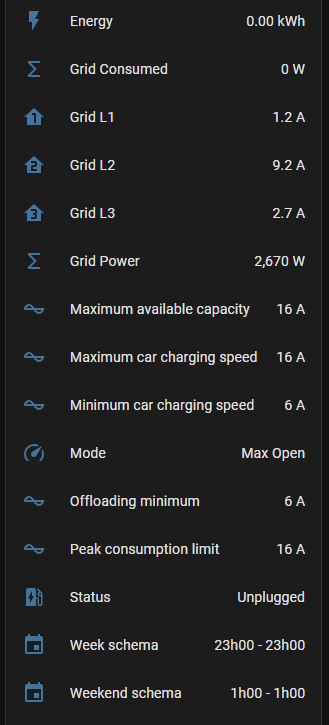 Energy 0.00 kWh
Grid Consumed 0 W
1 Grid L1 1.2 A
2 Grid L2 9.2 A
3 Grid L3 2.7 A
Grid Power 2,670 W
Maximum available capacity 16 A
Maximum car charging speed 16 A
Minimum car charging speed 6 A
Mode Max Open
Offloading minimum 6 A
Peak consumption limit 16 A
Status Unplugged
Week schema 23h00 - 23h00
Weekend schema 1h00 - 1h00